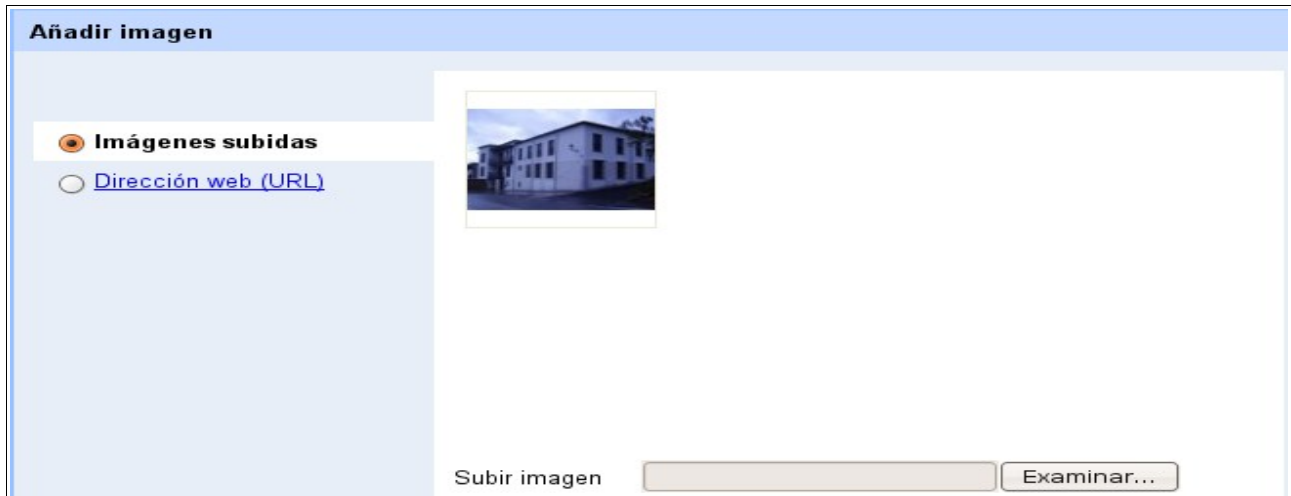 Añadir imagen
Imágenes subidas
Dirección web (URL)
Subir imagen Examinar...